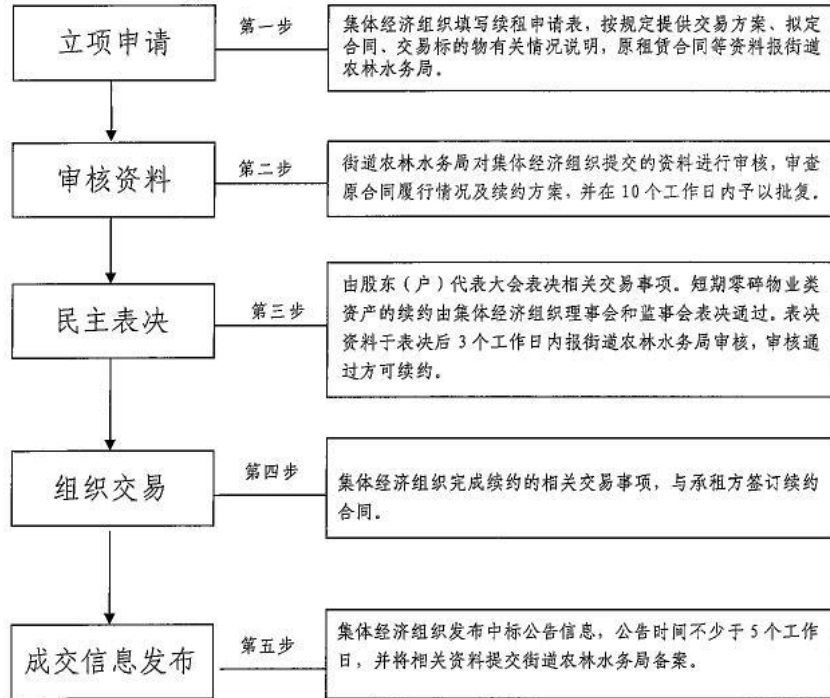 立项申请
第一步
集体经济组织填写续租申请表，按规定提供交易方案、拟定
合同、交易标的物有关情况说明，原租赁合同等资料报街道
农林水务局。
审核资料
第二步
街道农林水务局对集体经济组织提交的资料进行审核，审查
原合同履行情况及续约方案，并在10个工作日内予以批复。
民主表决
第三步
由股东（户）代表大会表决相关交易事项。短期零碎物业类
资产的续约由集体经济组织理事会和监事会表决通过。表决
资料于表决后3个工作日内报街道农林水务局审核，审核通
过方可续约。
组织交易
第四步
集体经济组织完成续约的相关交易事项，与承租方签订续约
合同。
成交信息发布
第五步
集体经济组织发布中标公告信息，公告时间不少于5个工作
日，并将相关资料提交街道农林水务局备案。